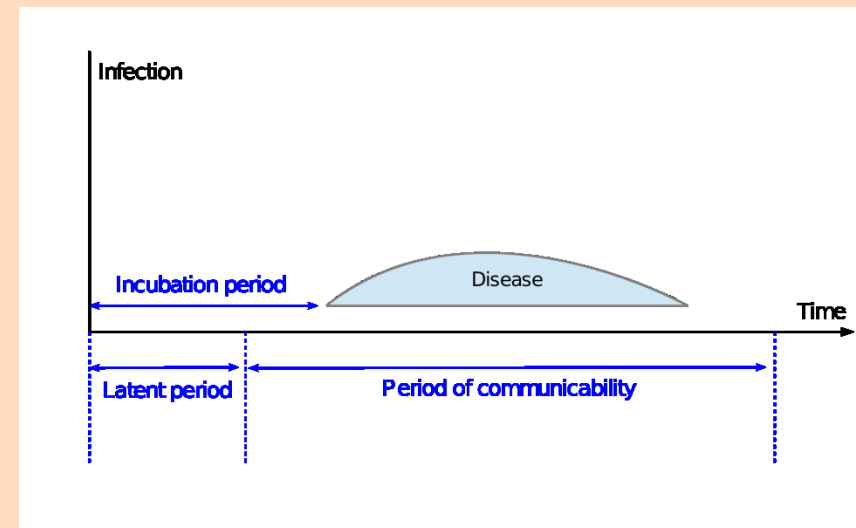 Infection
Incubation period
Disease
Time
Latent period
Period of communicability